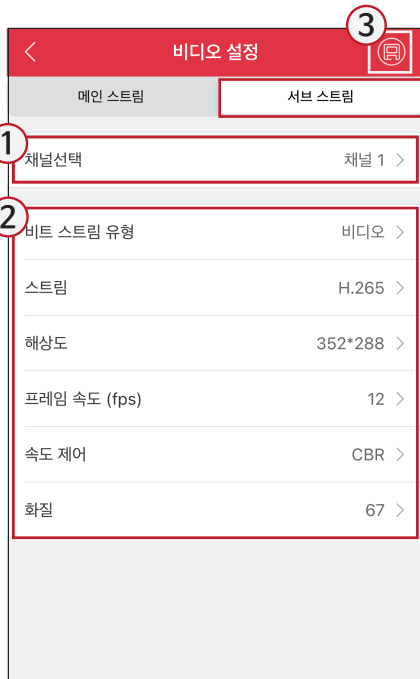 3
비디오 설정
메인 스트림 서브 스트림
1
채널선택 채널 1
2
비트 스트림 유형 비디오
스트림 H.265
해상도 352*288
프레임 속도 (fps) 12
속도 제어 CBR
화질 67